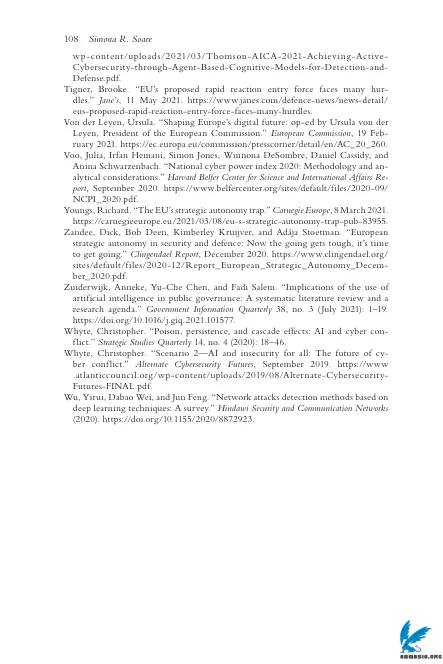 108 Simona R. Soare
wp-content/uploads/2021/03/Thomson-AICA-2021-Achieving-Active-
Cybersecurity-through-Agent-Based-Cognitive-Models-for-Detection-and-
Defense.pdf.
Tigner, Brooke. “EU’s proposed rapid reaction entry force faces many hur-
dles.” Jane’s, 11 May 2021. https://www.janes.com/defence-news/news-detail/
eus-proposed-rapid-reaction-entry-force-faces-many-hurdles.
Von der Leyen, Ursula. “Shaping Europe’s digital future: op-ed by Ursula von der
Leyen, President of the European Commission.” European Commission, 19 Feb-
ruary 2021. https://ec.europa.eu/commission/presscorner/detail/en/AC_20_260.
Voo, Julia, Irfan Hemani, Simon Jones, Winnona DeSombre, Daniel Cassidy, and
Anina Schwarzenbach. “National cyber power index 2020: Methodology and an-
alytical considerations.” Harvard Belfer Center for Science and International Affairs Re-
port, September 2020. https://www.belfercenter.org/sites/default/files/2020-09/
NCPI_2020.pdf.
Youngs, Richard. “The EU’s strategic autonomy trap.” Carnegie Europe, 8 March 2021.
https://carnegieeurope.eu/2021/03/08/eu-s-strategic-autonomy-trap-pub-83955.
Zandee, Dick, Bob Deen, Kimberley Kruijver, and Adája Stoetman. “European
strategic autonomy in security and defence: Now the going gets tough, it’s time
to get going.” Clingendael Report, December 2020. https://www.clingendael.org/
sites/default/files/2020-12/Report_European_Strategic_Autonomy_Decem-
ber_2020.pdf.
Zuiderwijk, Anneke, Yu-Che Chen, and Fadi Salem. “Implications of the use of
artificial intelligence in public governance: A systematic literature review and a
research agenda.” Government Information Quarterly 38, no. 3 (July 2021): 1–19.
https://doi.org/10.1016/j.giq.2021.101577.
Whyte, Christopher. “Poison, persistence, and cascade effects: AI and cyber con-
flict.” Strategic Studies Quarterly 14, no. 4 (2020): 18–46.
Whyte, Christopher. “Scenario 2—AI and insecurity for all: The future of cy-
ber conflict.” Alternate Cybersecurity Futures, September 2019. https://www
.atlanticcouncil.org/wp-content/uploads/2019/08/Alternate-Cybersecurity-
Futures-FINAL.pdf.
Wu, Yirui, Dabao Wei, and Jun Feng. “Network attacks detection methods based on
deep learning techniques: A survey.” Hindawi Security and Communication Networks
(2020). https://doi.org/10.1155/2020/8872923.